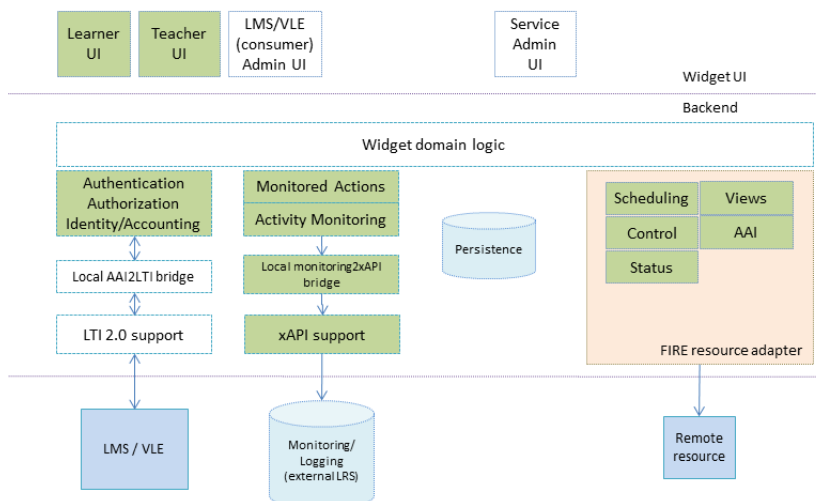 Learner
UI
Teacher
UI
LMS/VLE
(consumer)
Admin UI
Service
Admin
UI
Widget UI
Backend
Widget domain logic
Authentication
Authorization
Identity/Accounting
Monitored Actions
Activity Monitoring
Persistence
Scheduling
Views
Control
AAI
Status
Local AAI2LTI bridge
Local monitoring2xAPI
bridge
LTI 2.0 support
xAPI support
FIRE resource adapter
LMS / VLE
Monitoring/
Logging
(external LRS)
Remote
resource